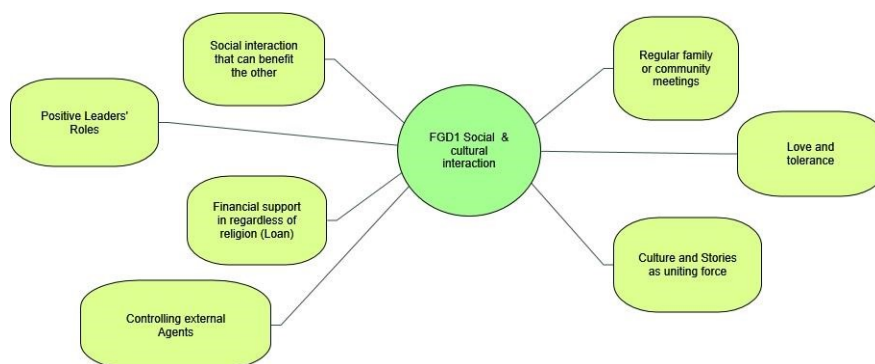 Social interaction
that can benefit
the other
Regular family
or community
meetings
Positive Leaders'
Roles
FGD1 Social &
cultural
interaction
Love and
tolerance
Financial support
in regardless of
religion (Loan)
Culture and Stories
as uniting force
Controlling external
Agents